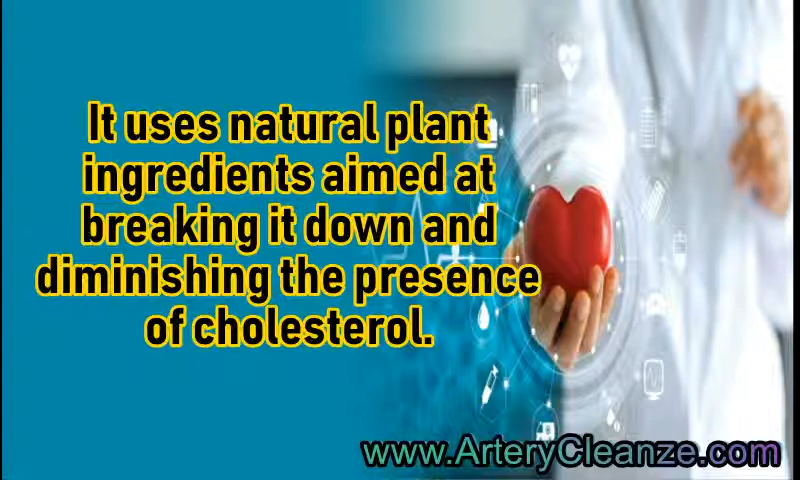 It uses natural plant
ingredients aimed at
breaking it down and
diminishing the presence
of cholesterol.
www.ArteryCleanze.com